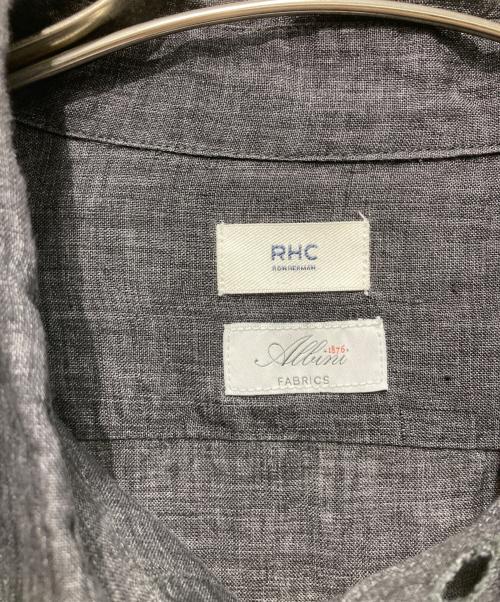 RHC
RON HERMAN
Albini
·1876·
FABRICS